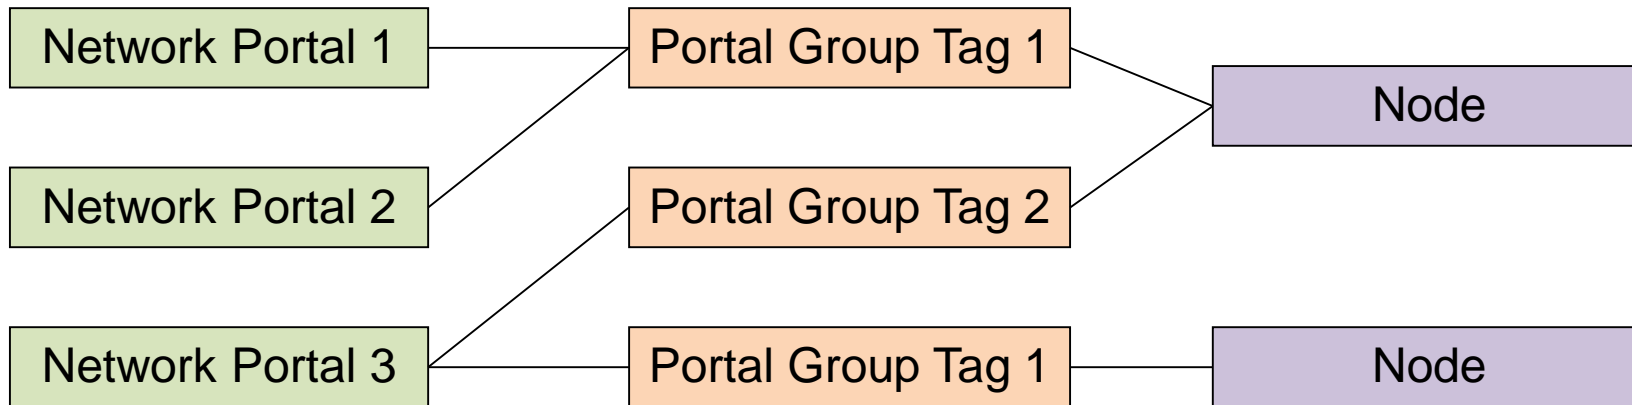 Network Portal 1
Portal Group Tag 1
Node
Network Portal 2
Portal Group Tag 2
Network Portal 3
Portal Group Tag 1
Node